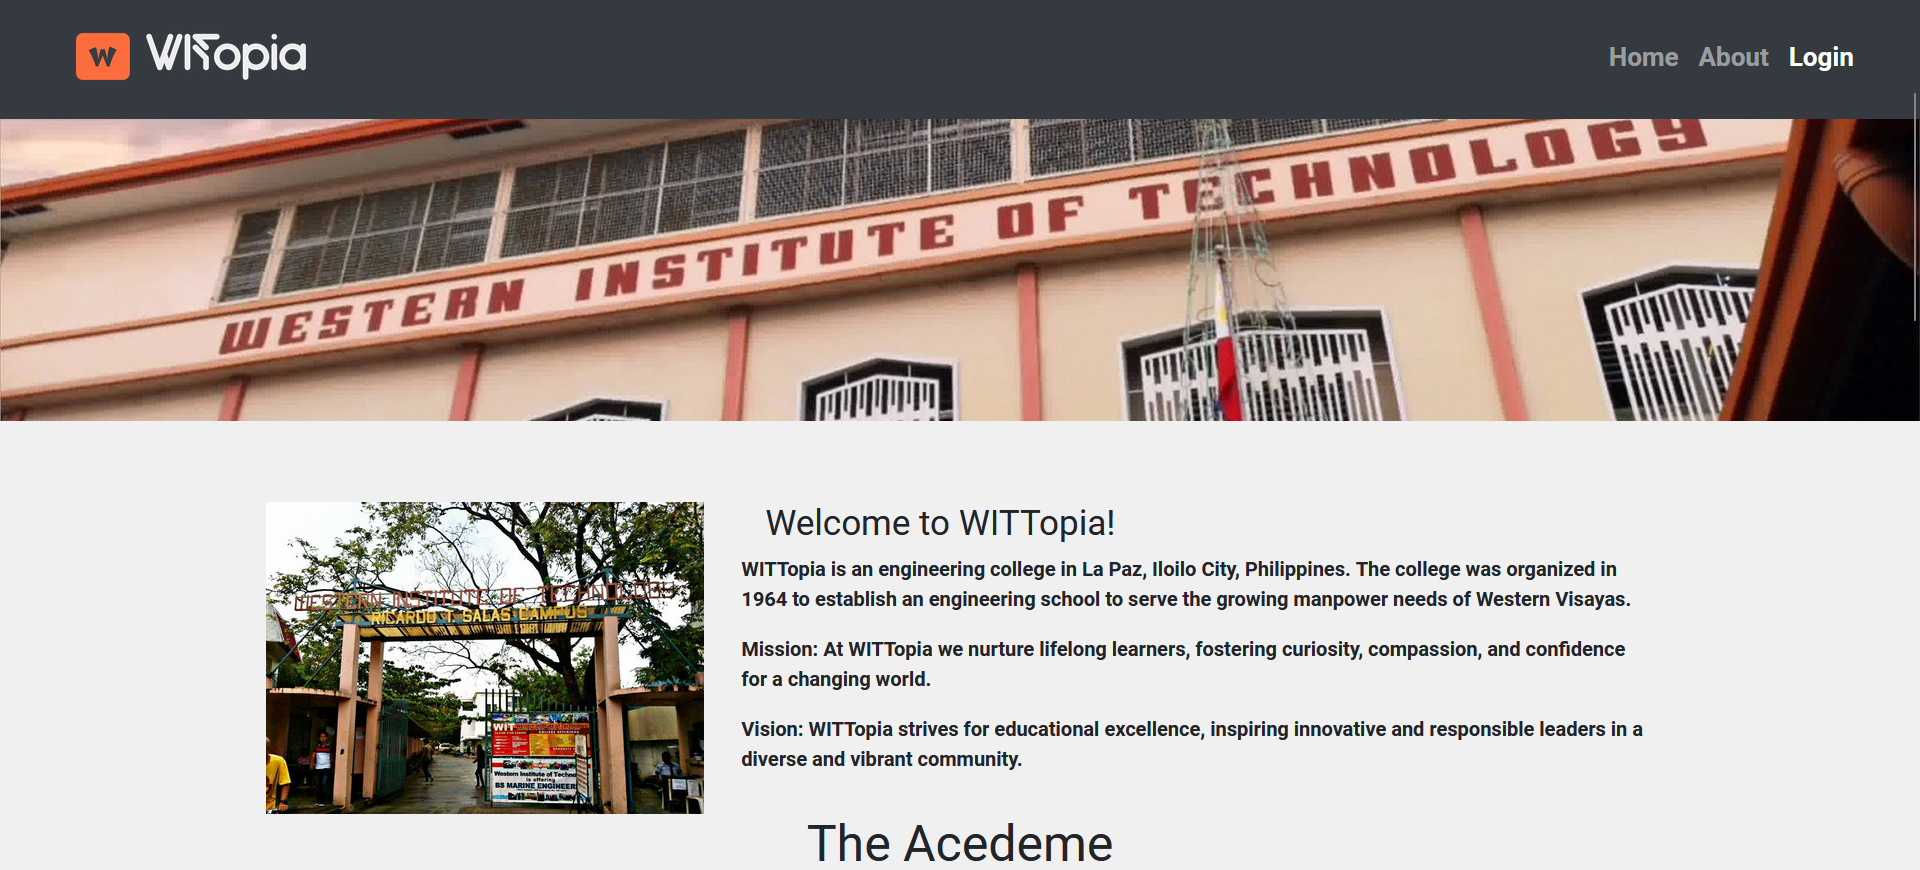 W WITopia
Home About Login
WESTERN INSTITUTE OF TECHNOLOGY
WESTERN INSTITUTE OF TECHNOLOGY
RICARDO T. SALAS CAMPUS
WIT
COLLEGE OFFERINGS
Western Institute of Techno
is offering
BS MARINE ENGINEER
Welcome to WITTopia!
WITTopia is an engineering college in La Paz, Iloilo City, Philippines. The college was organized in
1964 to establish an engineering school to serve the growing manpower needs of Western Visayas.
Mission: At WITTopia we nurture lifelong learners, fostering curiosity, compassion, and confidence
for a changing world.
Vision: WITTopia strives for educational excellence, inspiring innovative and responsible leaders in a
diverse and vibrant community.
The Acedeme